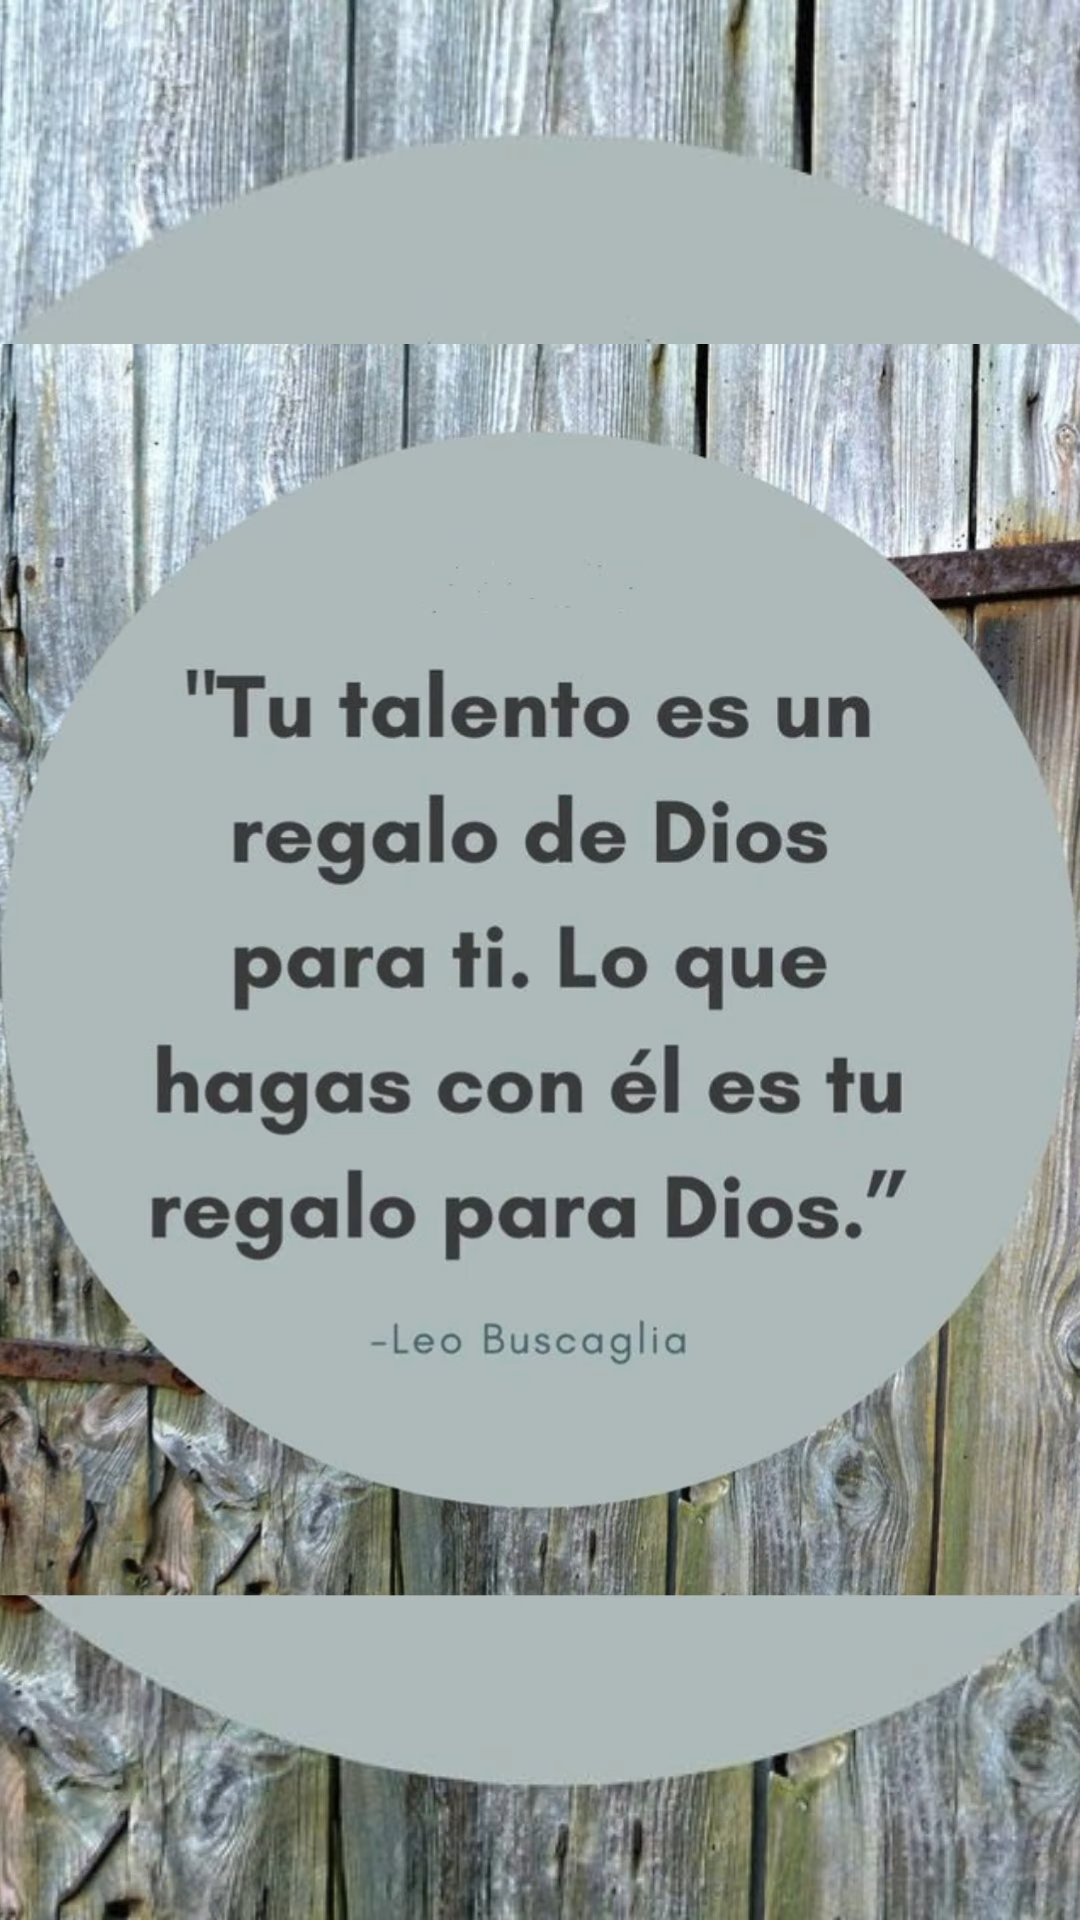 "Tu talento es un
regalo de Dios
para ti. Lo que
hagas con él es tu
regalo para Dios.”
-Leo Buscaglia